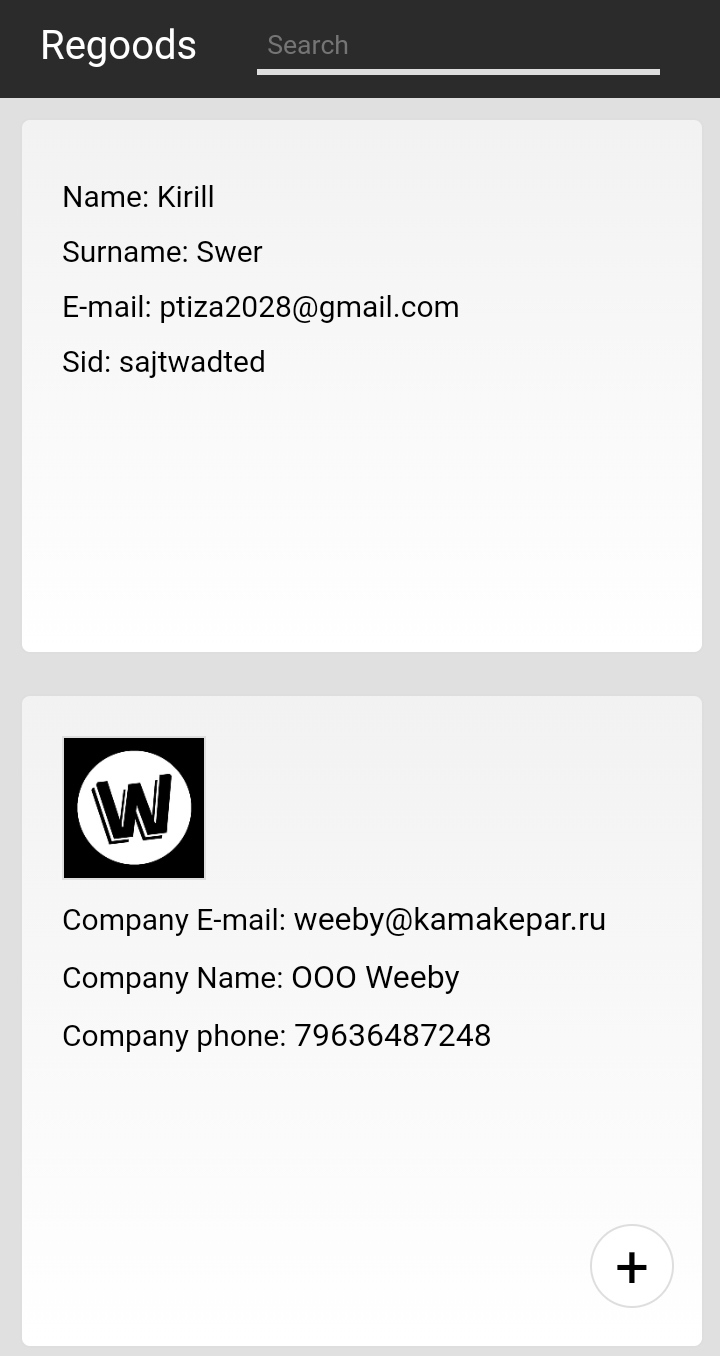 Regoods
Search
Name: Kirill
Surname: Swer
E-mail: ptiza2028@gmail.com
Sid: sajtwadted
W
Company E-mail: weeby@kamakepar.ru
Company Name: OOO Weeby
Company phone: 79636487248
+